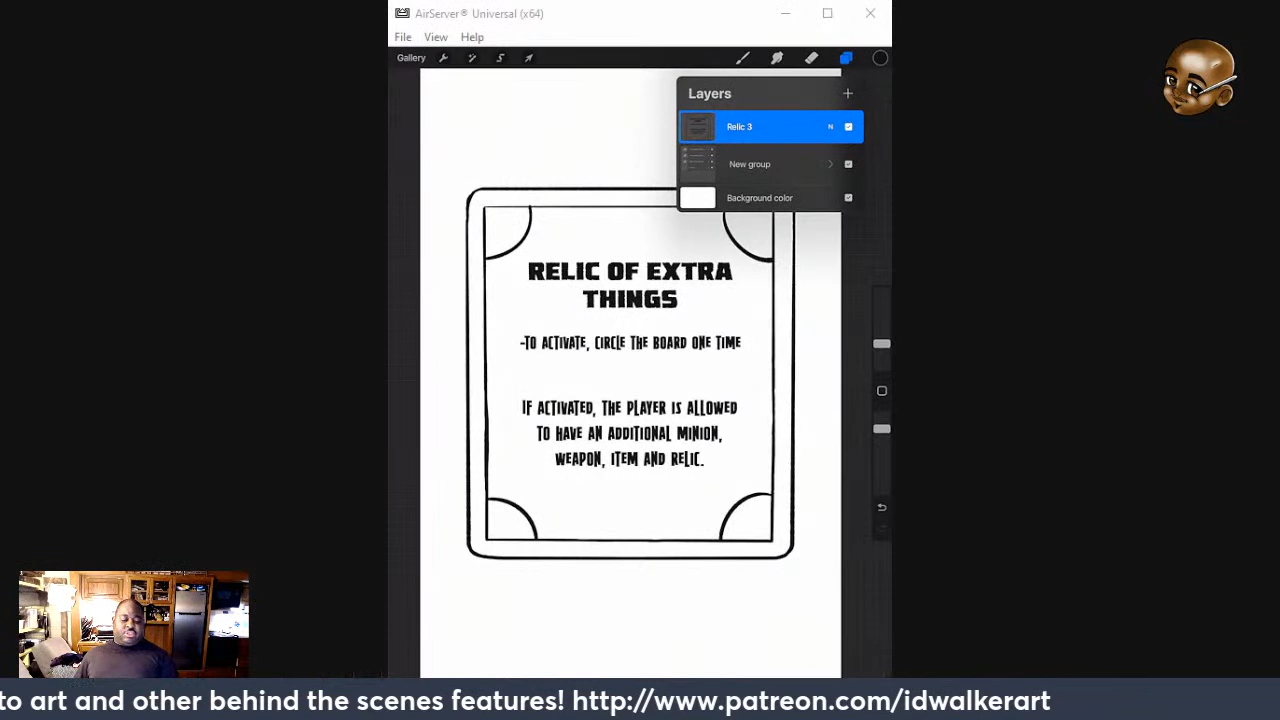 AirServer® Universal (x64)
File View Help
Gallery
Layers
Relic 3 N
New group
Background color
RELIC OF EXTRA
THINGS
-TO ACTIVATE, CIRCLE THE BOARD ONE TIME
IF ACTIVATED, THE PLAYER IS ALLOWED
TO HAVE AN ADDITIONAL MINION,
WEAPON, ITEM AND RELIC.
to art and other behind the scenes features! http://www.patreon.com/idwalkerart